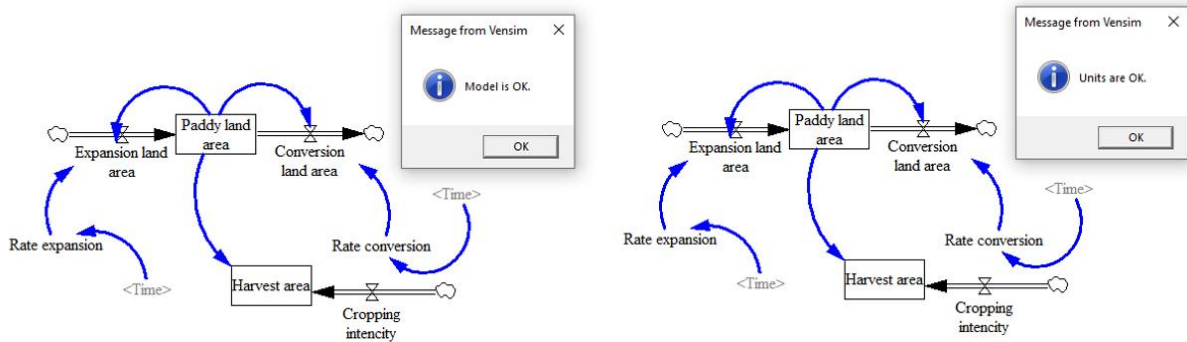 Message from Vensim
Model is OK.
OK
Paddy land
area
Expansion land
area
Conversion
land area
<Time>
Rate expansion
Rate conversion
<Time>
Harvest area
Cropping
intencity
Message from Vensim
Units are OK.
OK
Paddy land
area
Expansion land
area
Conversion
land area
<Time>
Rate expansion
Rate conversion
<Time>
Harvest area
Cropping
intencity